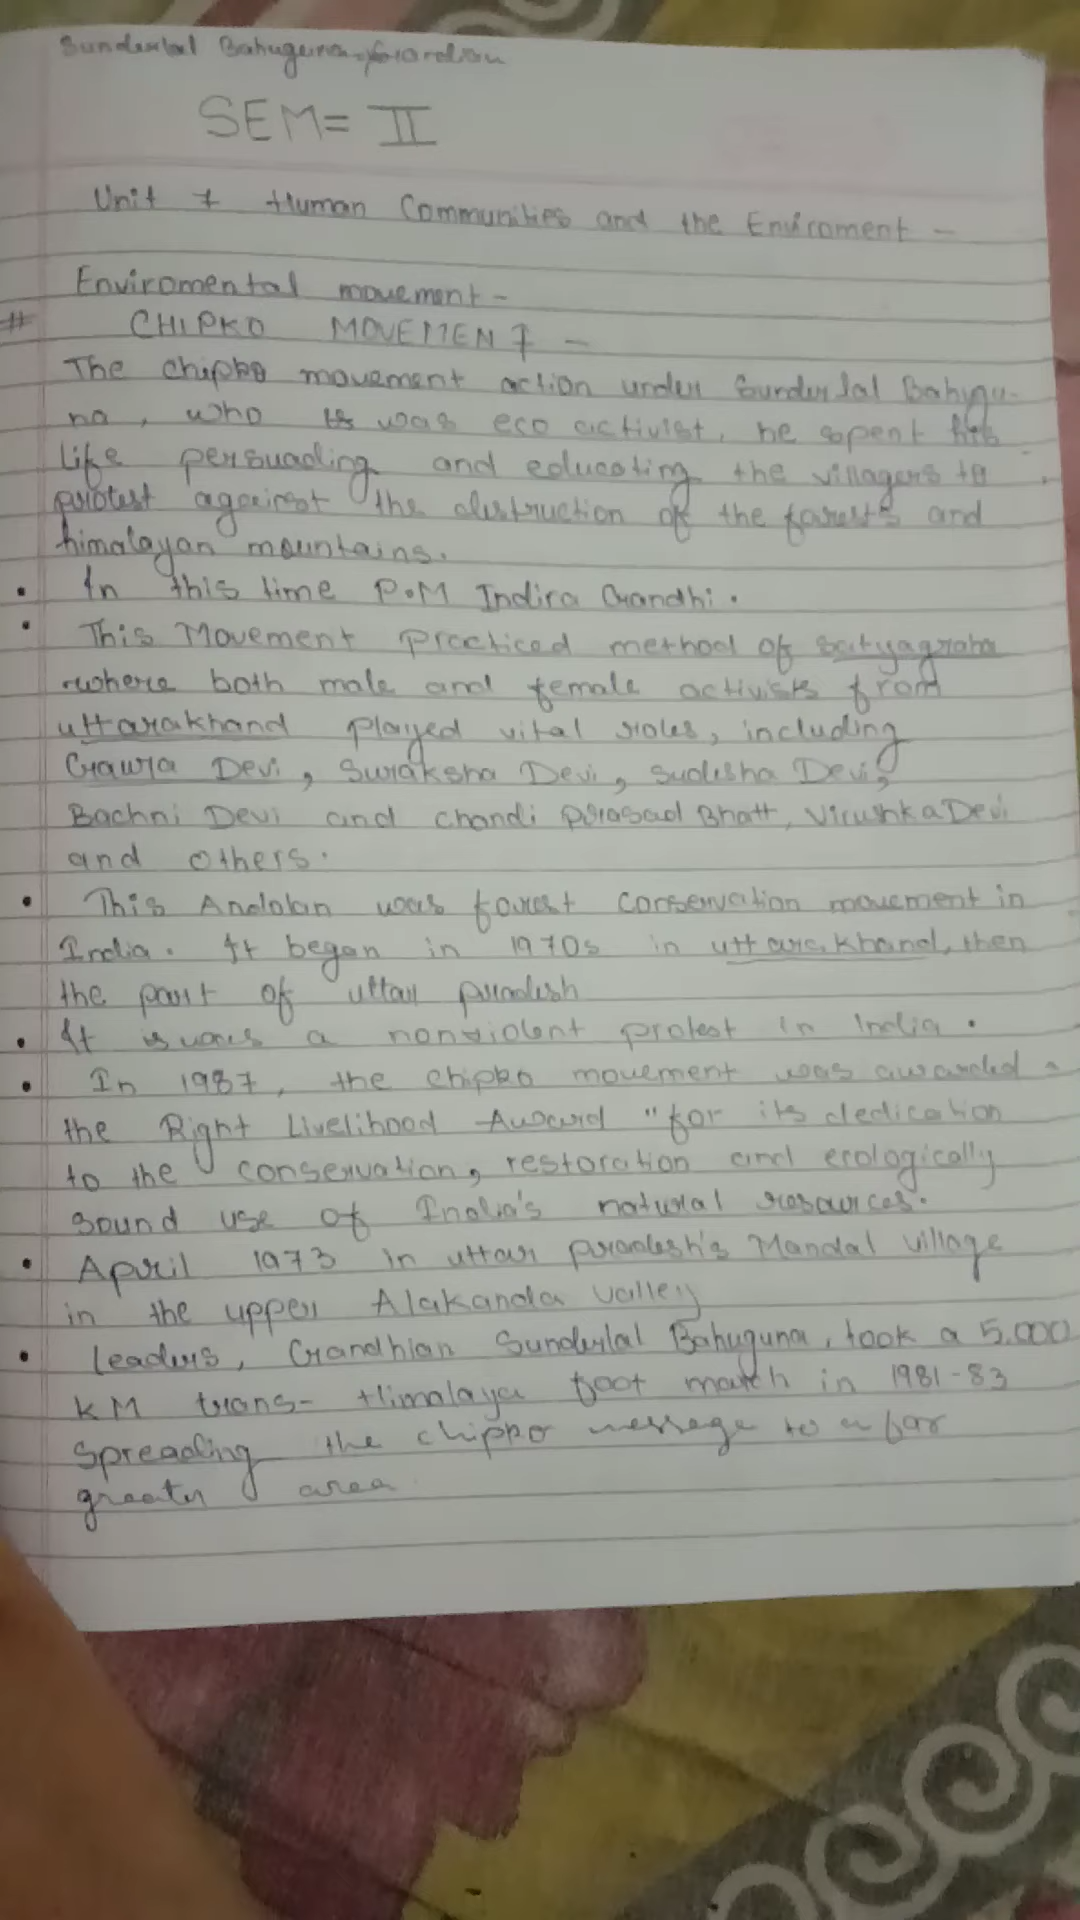 Sunderlal Bahuguna
SEM= II
Unit 7 Human Communities and the Enviroment -
Enviromental movement -
# CHIPKO MOVEMENT -
The chipko movement action under Sunderlal Bahugu-
na, who was eco activist, he spent his
life persuading and educating the villagers to
protest against the distruction of the forests and
himalayan mountains.
• In this time P.M Indira Gandhi.
• This Movement practiced method of satyagraha
where both male and female activists from
uttarakhand played vital roles, including
Gawra Devi, Suraksha Devi, Sudesha Devi,
Bachni Devi and chandi prasad Bhatt, Virushka Devi
and others.
• This Andolan was forest conservation movement in
India. It began in 1970s in uttarakhand, then
the part of uttar pradesh
• It was a nonviolent protest in India.
• In 1987, the chipko movement was awarded
the Right Livelihood Award "for its dedication
to the conservation, restoration and ecologically
sound use of India's natural resources.
• April 1973 in uttar pradesh's Mandal village
in the upper Alakanda valley
• leaders, Gandhian Sunderlal Bahuguna, took a 5,000
KM trans- Himalaya foot match in 1981-83
spreading the chipko message to a far
greater area